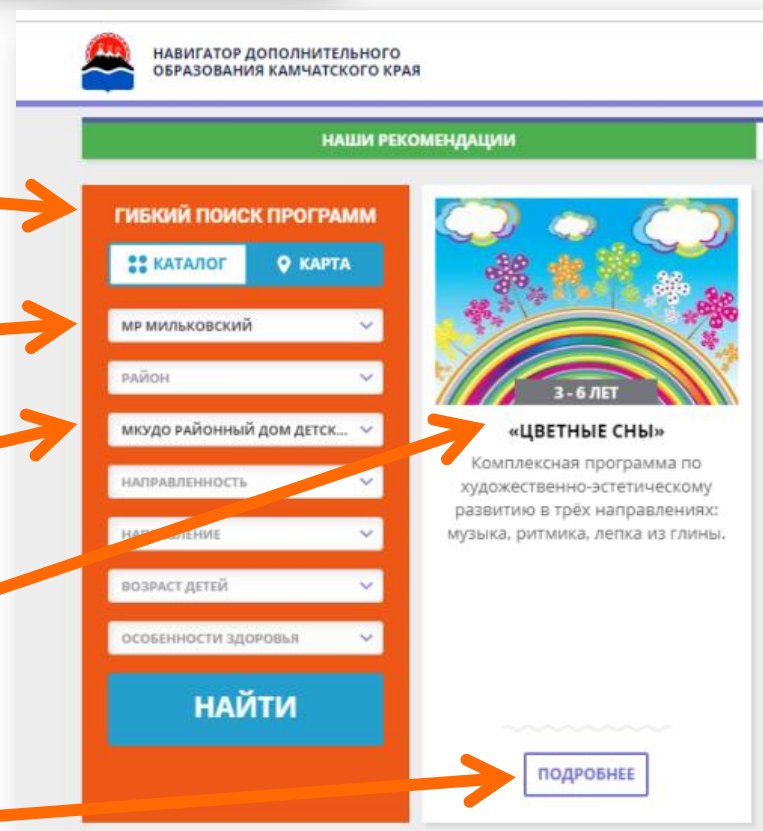 НАВИГАТОР ДОПОЛНИТЕЛЬНОГО
ОБРАЗОВАНИЯ КАМЧАТСКОГО КРАЯ
НАШИ РЕКОМЕНДАЦИИ
ГИБКИЙ ПОИСК ПРОГРАММ
КАТАЛОГ
КАРТА
МР МИЛЬКОВСКИЙ
РАЙОН
МКУДО РАЙОННЫЙ ДОМ ДЕТСК...
НАПРАВЛЕННОСТЬ
НАПРАВЛЕНИЕ
ВОЗРАСТ ДЕТЕЙ
ОСОБЕННОСТИ ЗДОРОВЬЯ
НАЙТИ
3 - 6 ЛЕТ
«ЦВЕТНЫЕ СНЫ»
Комплексная программа по
художественно-эстетическому
развитию в трёх направлениях:
музыка, ритмика, лепка из глины.
ПОДРОБНЕЕ